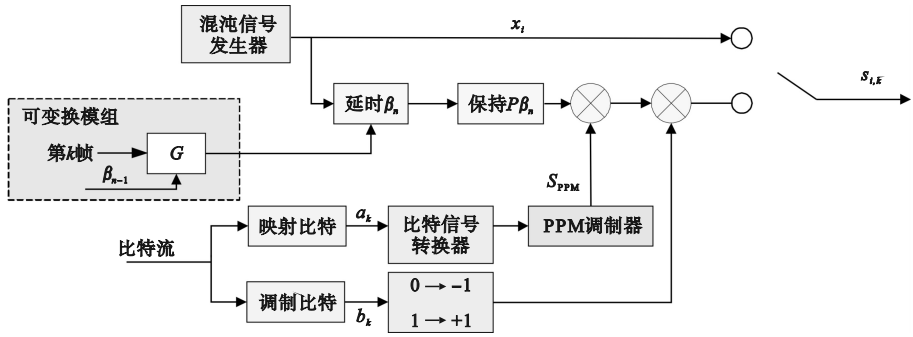 混沌信号
发生器
x_i
s_{i,k}
延时β_n
保持Pβ_n
可变换模组
第k帧
G
β_{n-1}
S_PPM
比特流
映射比特
a_k
比特信号
转换器
PPM调制器
调制比特
b_k
0→-1
1→+1